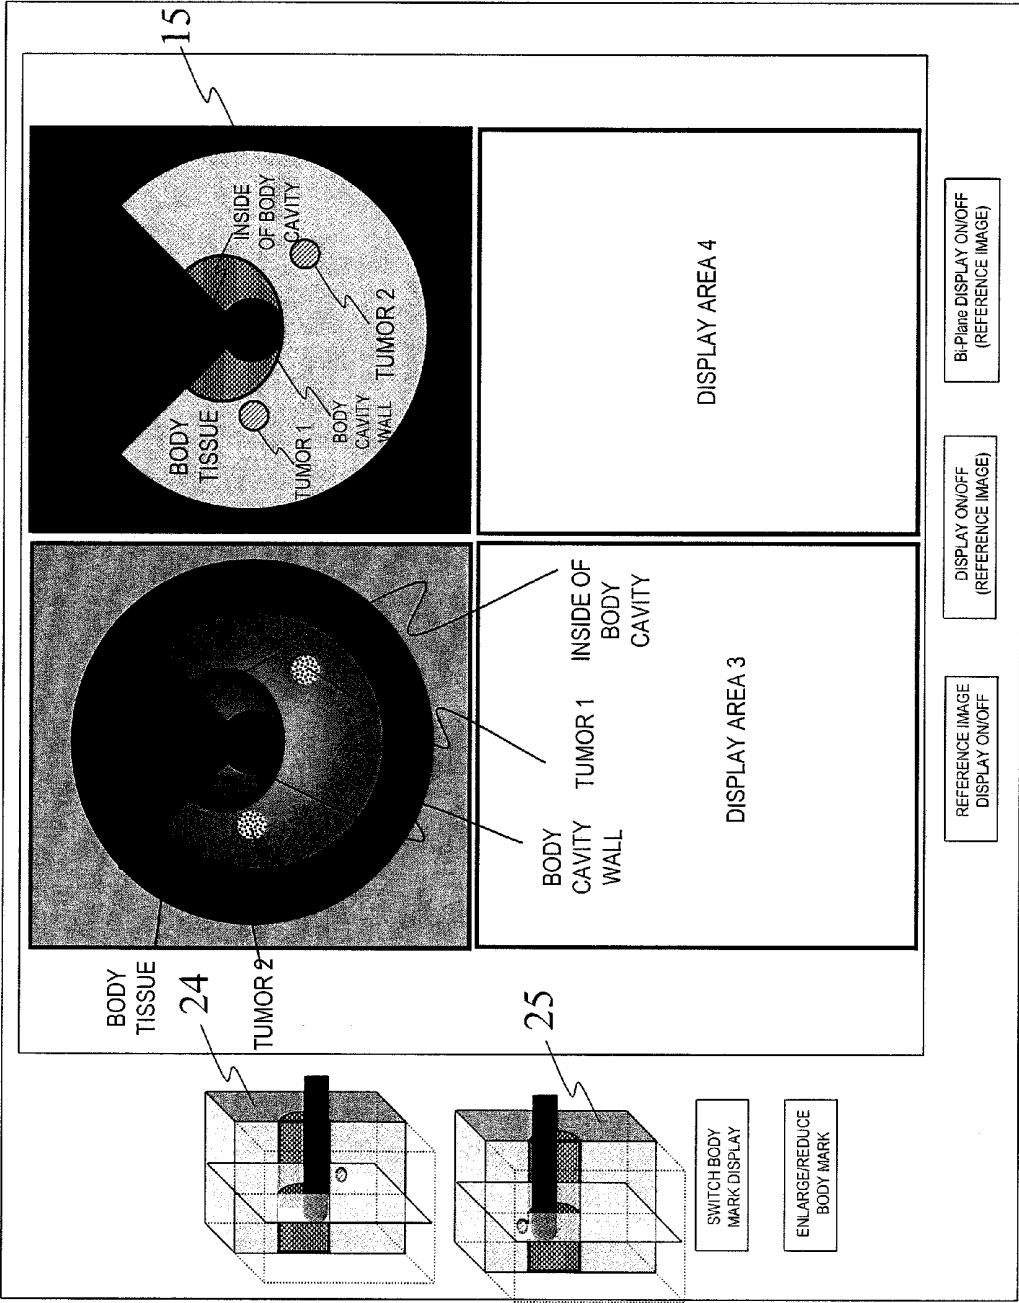 15
BODY
TISSUE
TUMOR 2
24
25
BODY
CAVITY
WALL
TUMOR 1
INSIDE OF
BODY
CAVITY
BODY
TISSUE
TUMOR 1
BODY
CAVITY
WALL
TUMOR 2
INSIDE
OF BODY
CAVITY
DISPLAY AREA 3
DISPLAY AREA 4
SWITCH BODY
MARK DISPLAY
ENLARGE/REDUCE
BODY MARK
REFERENCE IMAGE
DISPLAY ON/OFF
DISPLAY ON/OFF
(REFERENCE IMAGE)
Bi-Plane DISPLAY ON/OFF
(REFERENCE IMAGE)